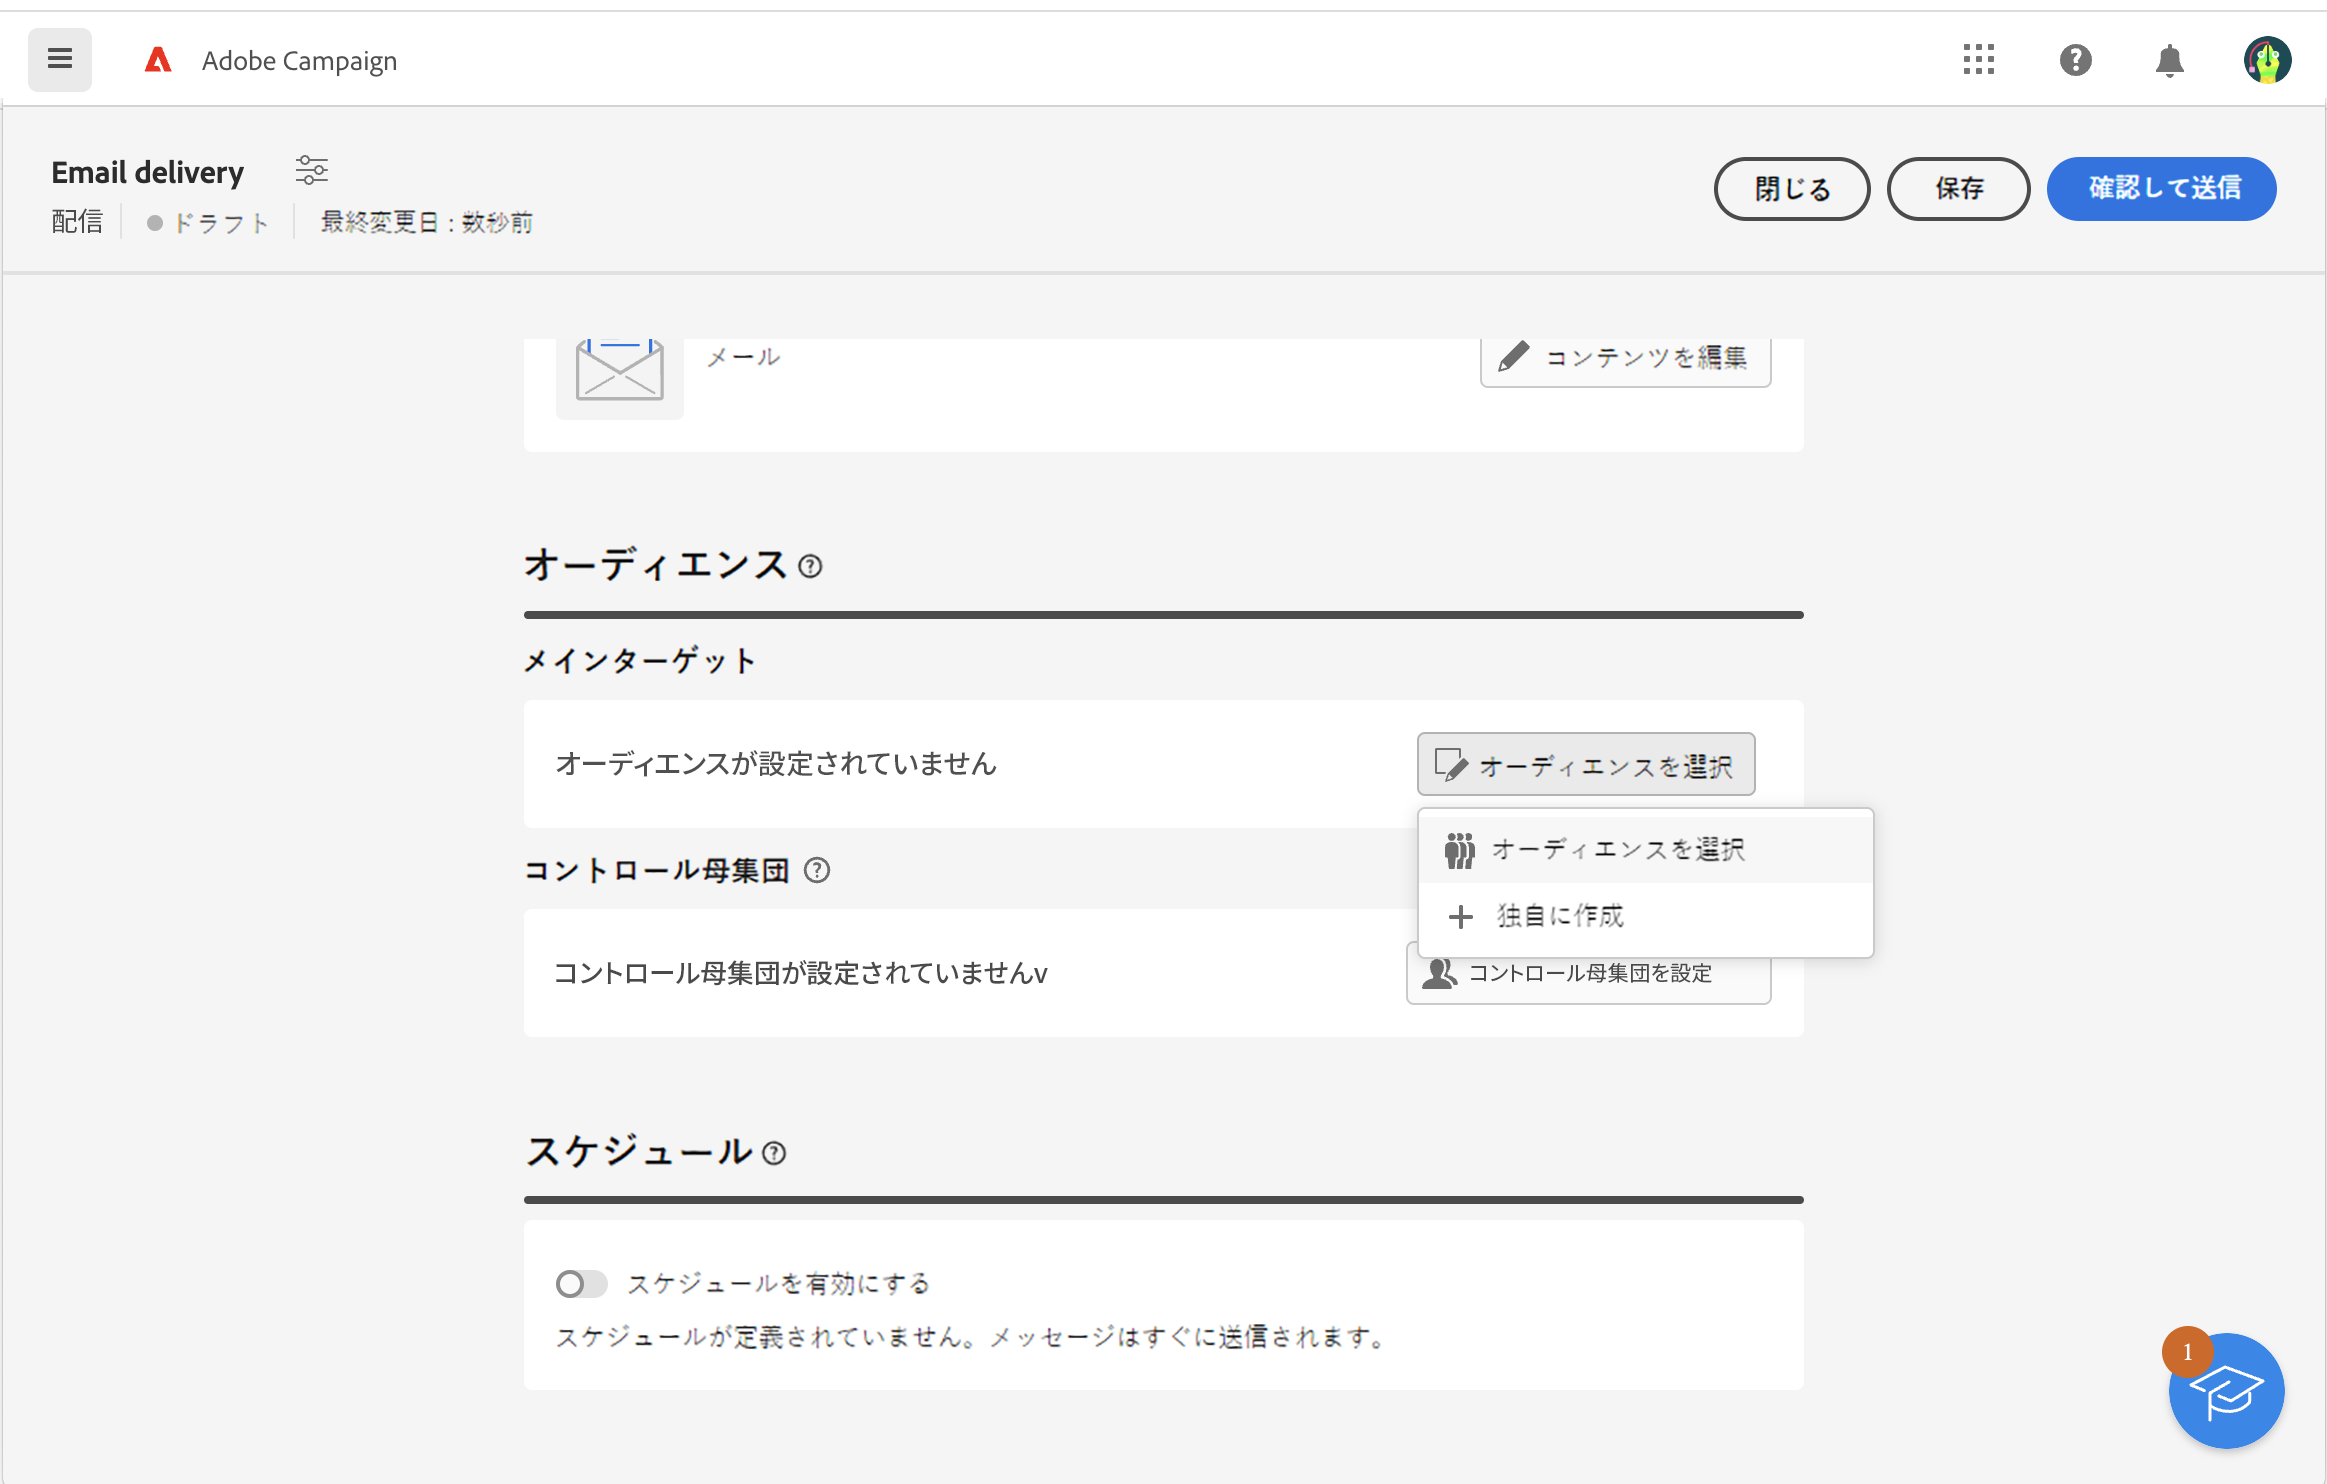 Adobe Campaign
Email delivery
閉じる
保存
確認して送信
配信
ドラフト
最終変更日 : 数秒前
メール
コンテンツを編集
オーディエンス
メインターゲット
オーディエンスが設定されていません
オーディエンスを選択
オーディエンスを選択
独自に作成
コントロール母集団
コントロール母集団が設定されていませんv
コントロール母集団を設定
スケジュール
スケジュールを有効にする
スケジュールが定義されていません。メッセージはすぐに送信されます。
1